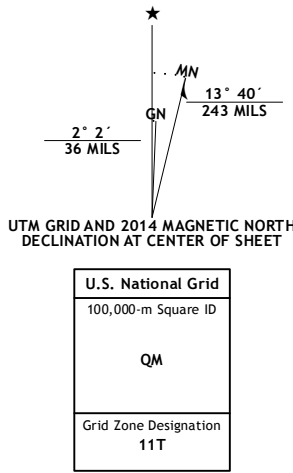 MN
13° 40´
243 MILS
GN
2° 2´
36 MILS
UTM GRID AND 2014 MAGNETIC NORTH
DECLINATION AT CENTER OF SHEET
U.S. National Grid
100,000-m Square ID
QM
Grid Zone Designation
11T